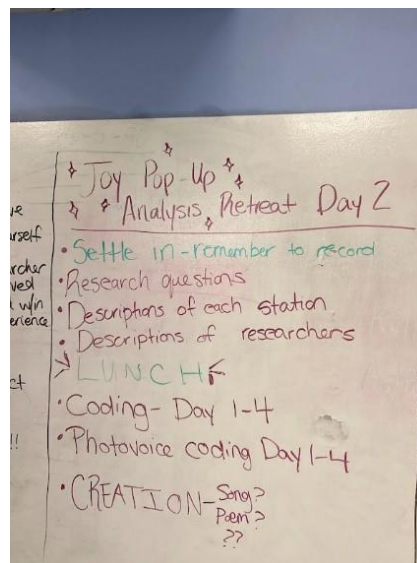 Joy Pop-Up
Analysis Retreat Day 2
• Settle in - remember to record
• Research questions
• Descriptions of each station
• Descriptions of researchers
LUNCH
• Coding - Day 1-4
• Photovoice coding Day 1-4
• CREATION - Song?
Poem?
??
erience
!!